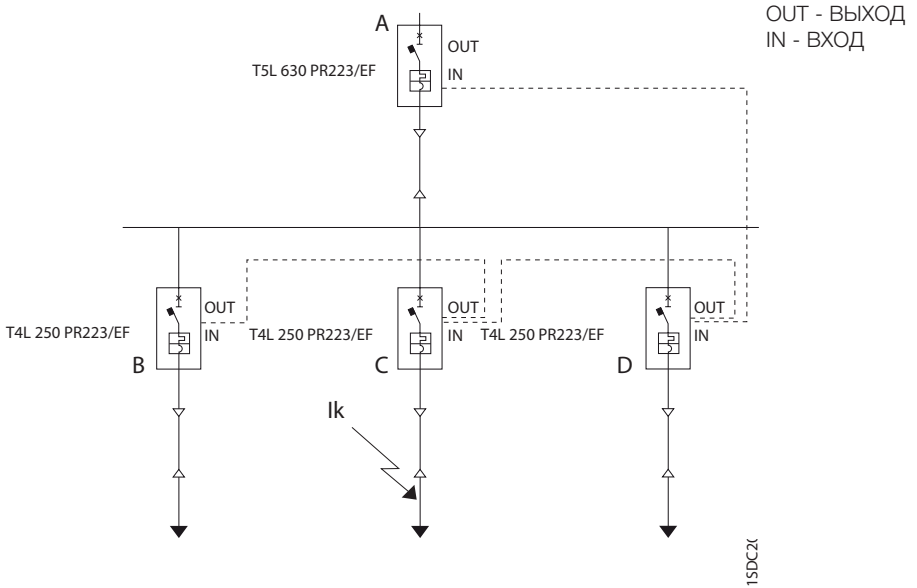 OUT - ВЫХОД
IN - ВХОД
A
OUT
T5L 630 PR223/EF
IN
OUT
OUT
OUT
T4L 250 PR223/EF
IN
T4L 250 PR223/EF
IN
T4L 250 PR223/EF
IN
B
C
D
Ik